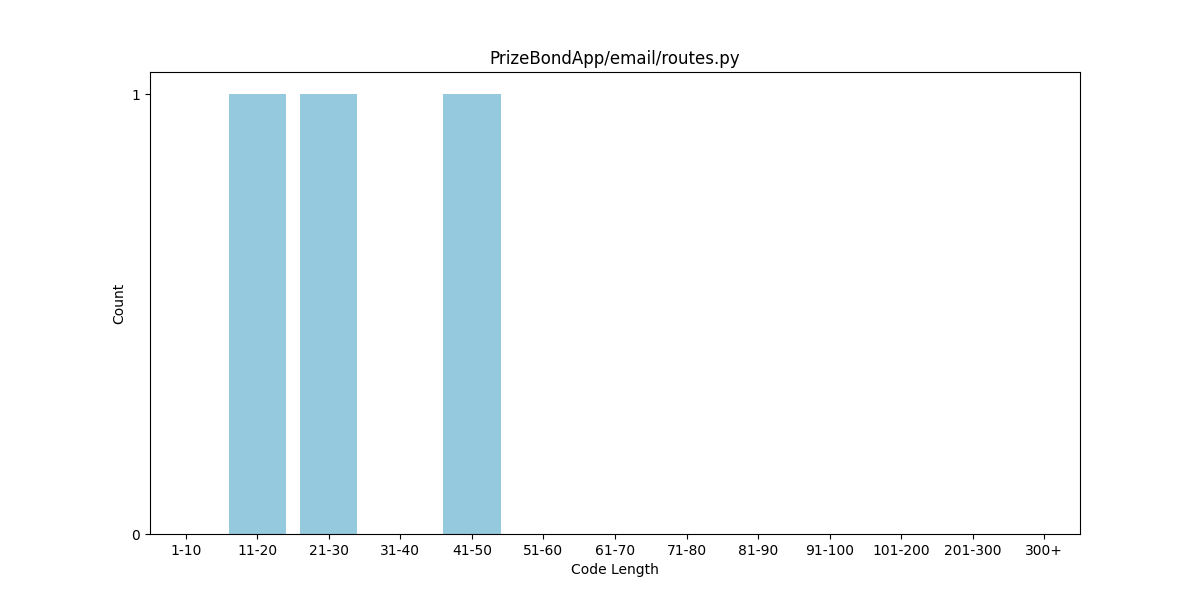 PrizeBondApp/email/routes.py
1
Count
0
1-10 11-20 21-30 31-40 41-50 51-60 61-70 71-80 81-90 91-100 101-200 201-300 300+
Code Length